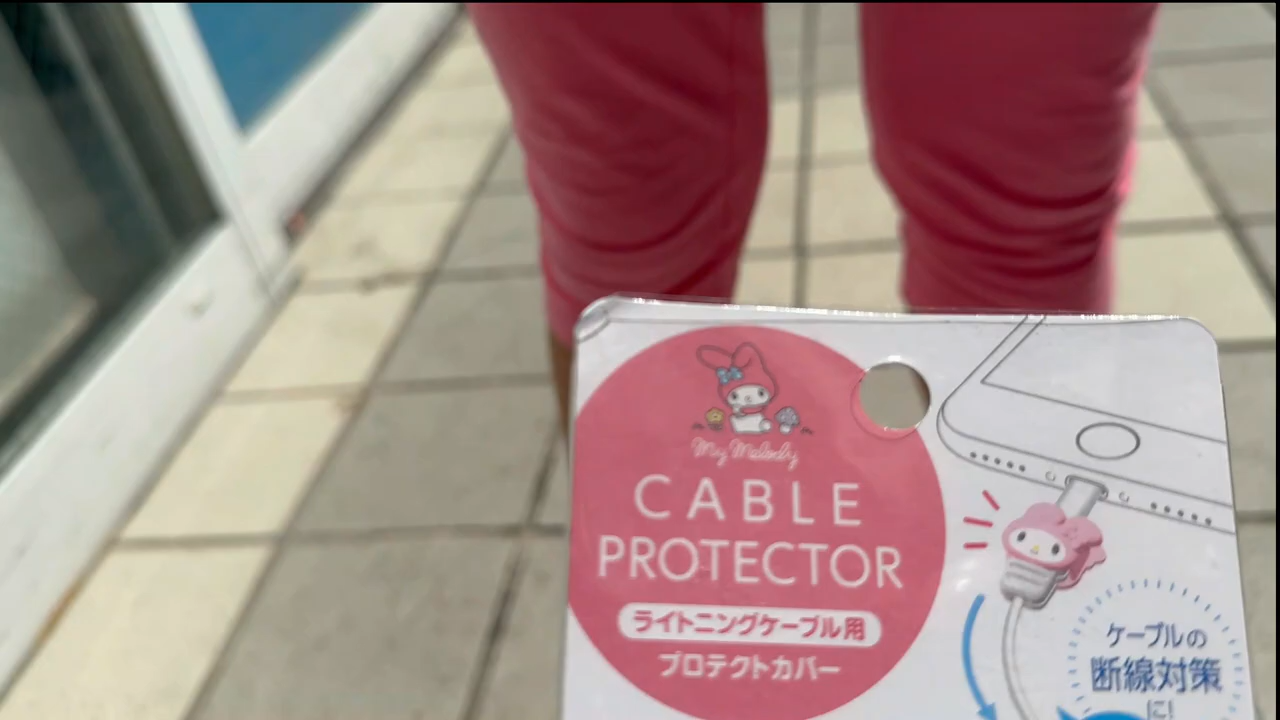 My Melody
CABLE
PROTECTOR
ライトニングケーブル用
プロテクトカバー
ケーブルの
断線対策
に!